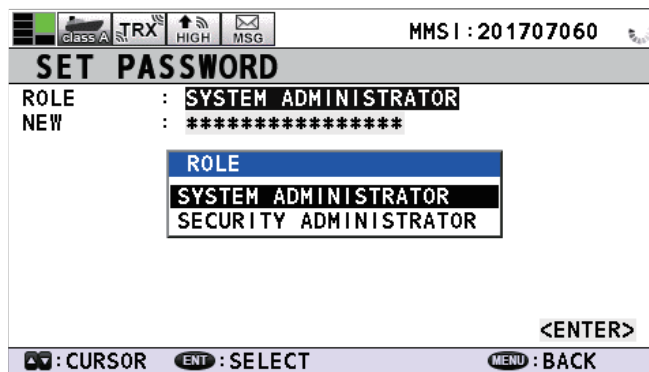 class A TRX HIGH MSG MMSI:201707060
SET PASSWORD
ROLE : SYSTEM ADMINISTRATOR
NEW : ****************
ROLE
SYSTEM ADMINISTRATOR
SECURITY ADMINISTRATOR
<ENTER>
:CURSOR ENT:SELECT MENU:BACK